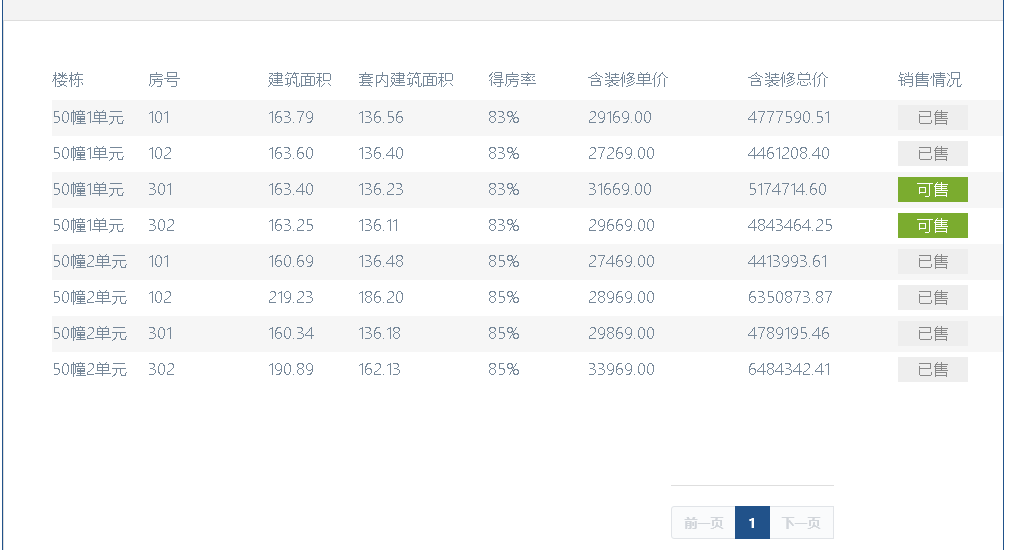 楼栋 房号 建筑面积 套内建筑面积 得房率 含装修单价 含装修总价 销售情况
50幢1单元 101 163.79 136.56 83% 29169.00 4777590.51 已售
50幢1单元 102 163.60 136.40 83% 27269.00 4461208.40 已售
50幢1单元 301 163.40 136.23 83% 31669.00 5174714.60 可售
50幢1单元 302 163.25 136.11 83% 29669.00 4843464.25 可售
50幢2单元 101 160.69 136.48 85% 27469.00 4413993.61 已售
50幢2单元 102 219.23 186.20 85% 28969.00 6350873.87 已售
50幢2单元 301 160.34 136.18 85% 29869.00 4789195.46 已售
50幢2单元 302 190.89 162.13 85% 33969.00 6484342.41 已售
前一页 1 下一页